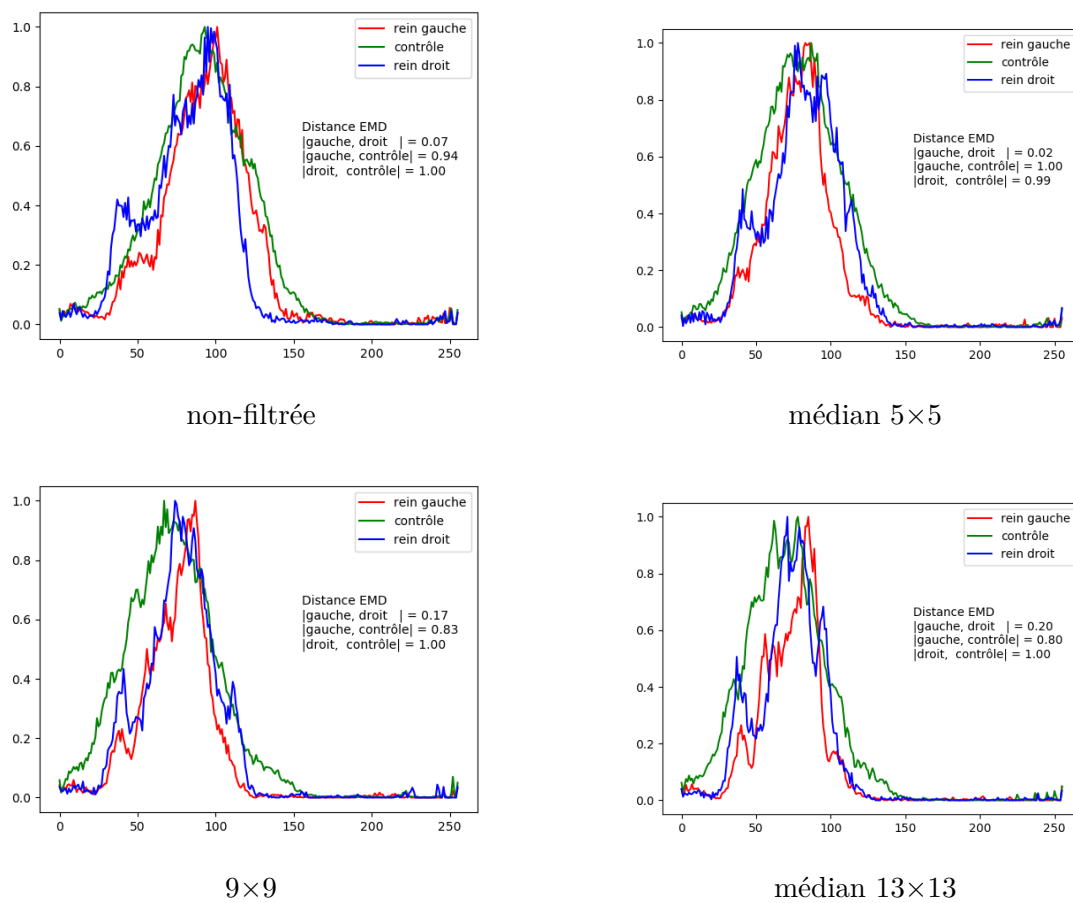 rein gauche
contrôle
rein droit
Distance EMD
|gauche, droit | = 0.07
|gauche, contrôle| = 0.94
|droit, contrôle| = 1.00
1.0
0.8
0.6
0.4
0.2
0.0
0 50 100 150 200 250
non-filtrée
rein gauche
contrôle
rein droit
Distance EMD
|gauche, droit | = 0.02
|gauche, contrôle| = 1.00
|droit, contrôle| = 0.99
1.0
0.8
0.6
0.4
0.2
0.0
0 50 100 150 200 250
médian 5×5
rein gauche
contrôle
rein droit
Distance EMD
|gauche, droit | = 0.17
|gauche, contrôle| = 0.83
|droit, contrôle| = 1.00
1.0
0.8
0.6
0.4
0.2
0.0
0 50 100 150 200 250
9×9
rein gauche
contrôle
rein droit
Distance EMD
|gauche, droit | = 0.20
|gauche, contrôle| = 0.80
|droit, contrôle| = 1.00
1.0
0.8
0.6
0.4
0.2
0.0
0 50 100 150 200 250
médian 13×13